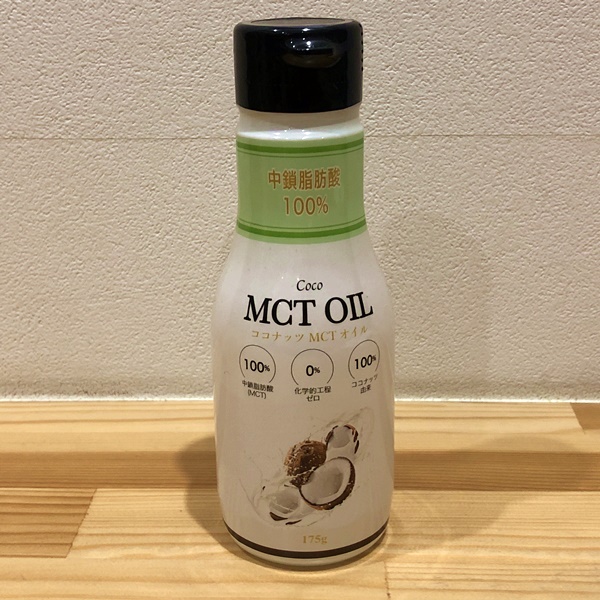 中鎖脂肪酸
100%
Coco
MCT OIL
ココナッツ MCT オイル
100%
中鎖脂肪酸
(MCT)
0%
化学的工程
ゼロ
100%
ココナッツ
由来
175g